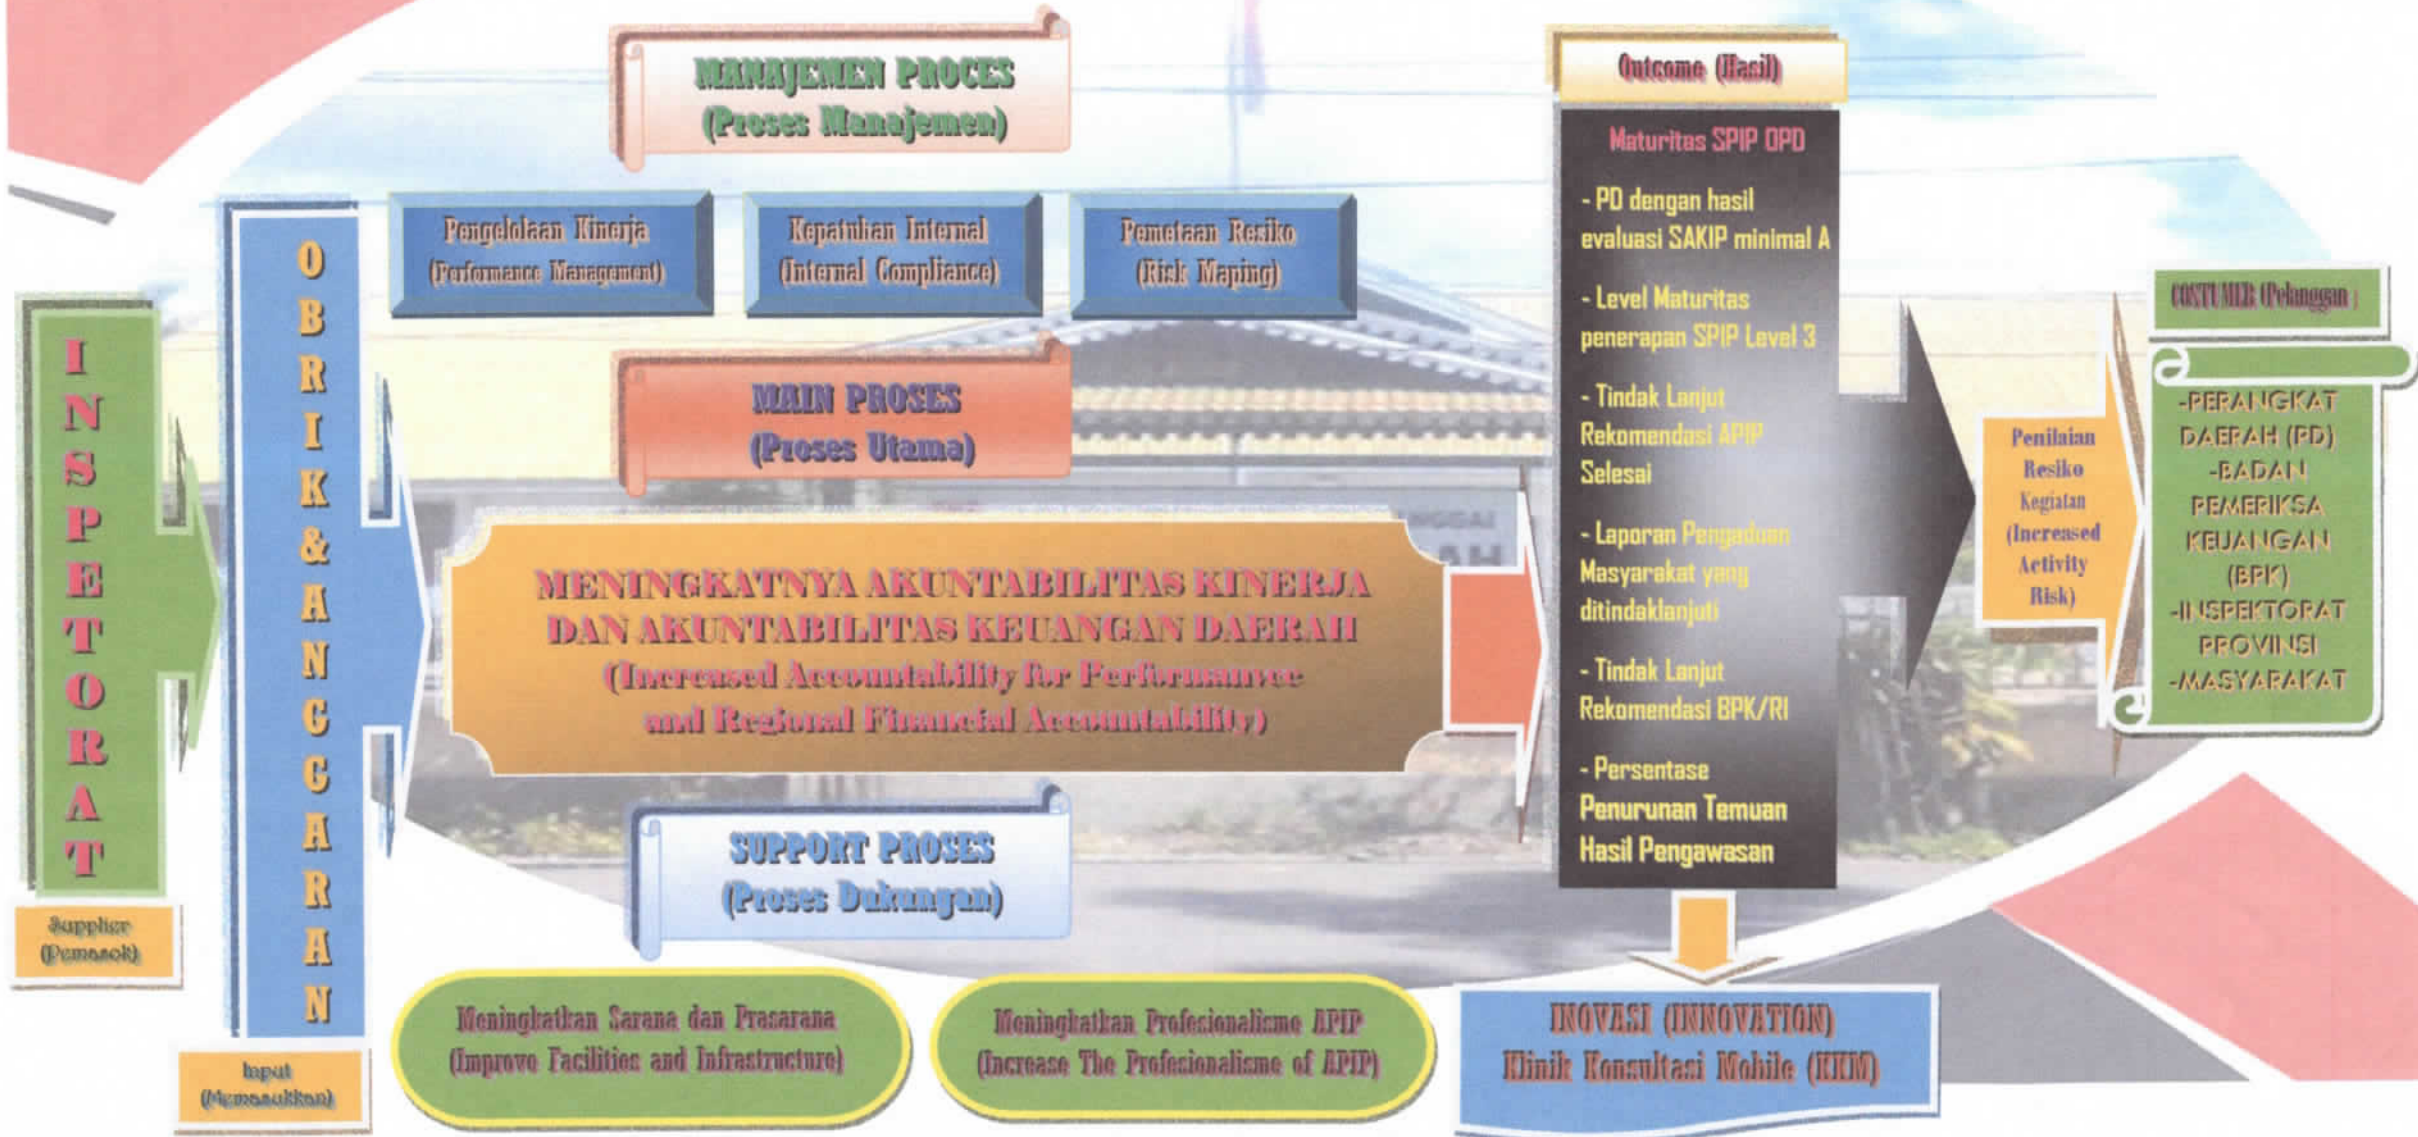 MANAJEMEN PROCES
(Proses Manajemen)
Pengelolaan Kinerja
(Performance Management)
Kepatuhan Internal
(Internal Compliance)
Pemetaan Resiko
(Risk Maping)
INSPETORAT
Supplier
(Pemasok)
OBRIK&ANGGARAN
Input
(Memasukkan)
MAIN PROSES
(Proses Utama)
MENINGKATNYA AKUNTABILITAS KINERJA
DAN AKUNTABILITAS KEUANGAN DAERAH
(Increased Accountability for Performanvce
and Regional Financial Accountability)
SUPPORT PROSES
(Proses Dukungan)
Meningkatkan Sarana dan Prasarana
(Improve Facilities and Infrastructure)
Meningkatkan Profesionalisme APIP
(Increase The Profesionalisme of APIP)
Outcome (Hasil)
Maturitas SPIP OPD
- PD dengan hasil
evaluasi SAKIP minimal A
- Level Maturitas
penerapan SPIP Level 3
- Tindak Lanjut
Rekomendasi APIP
Selesai
- Laporan Pengaduan
Masyarakat yang
ditindaklanjuti
- Tindak Lanjut
Rekomendasi BPK/RI
- Persentase
Penurunan Temuan
Hasil Pengawasan
INOVASI (INNOVATION)
Klinik Konsultasi Mobile (KKM)
Penilaian
Resiko
Kegiatan
(Increased
Activity
Risk)
COSTUMER (Pelanggan)
-PERANGKAT
DAERAH (PD)
-BADAN
PEMERIKSA
KEUANGAN
(BPK)
-INSPEKTORAT
PROVINSI
-MASYARAKAT